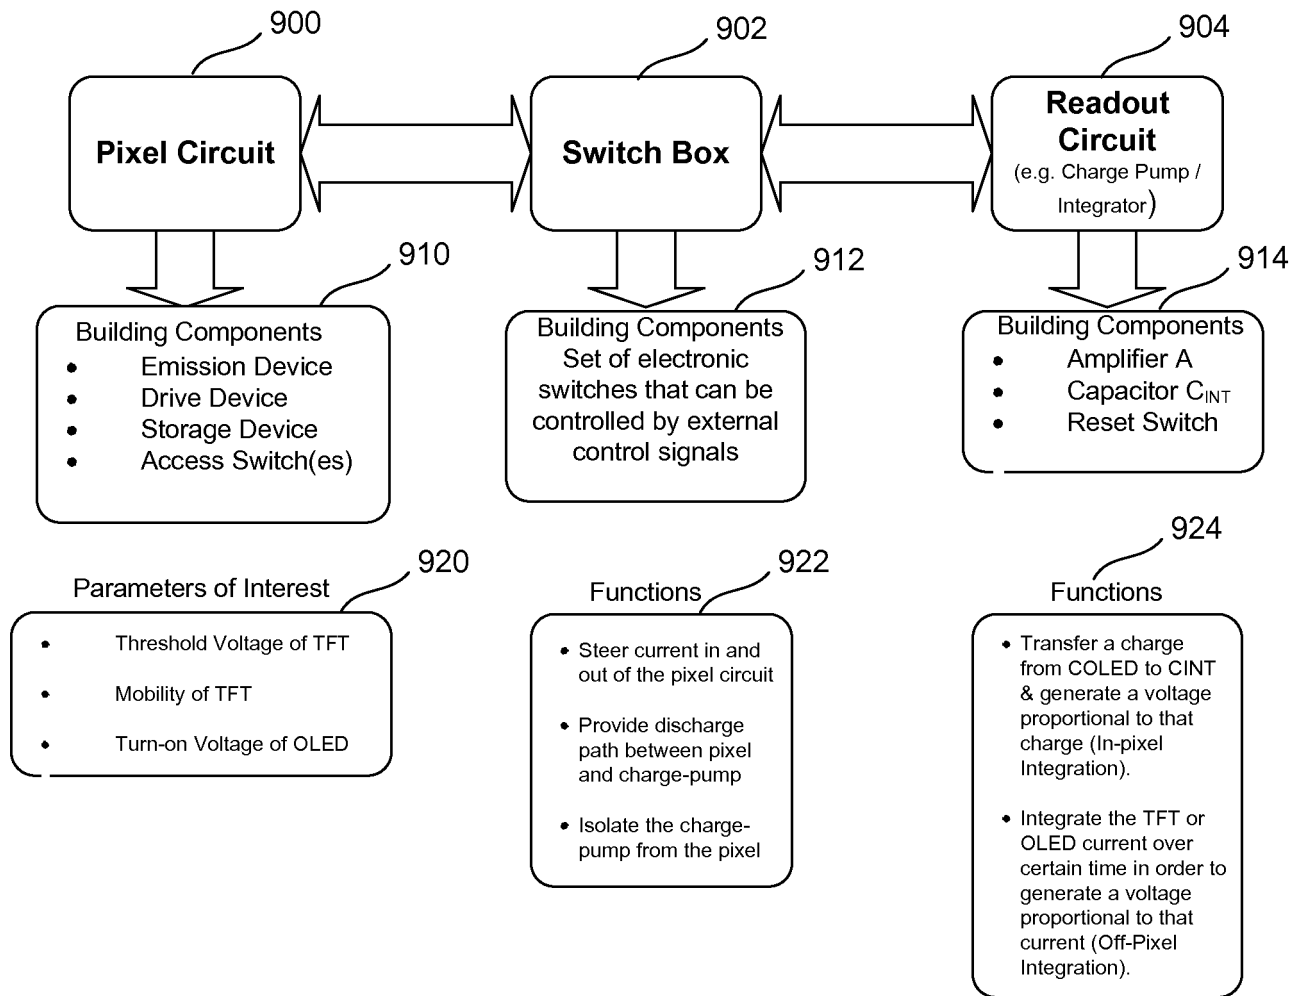 900
902
904
Pixel Circuit
Switch Box
Readout
Circuit
(e.g. Charge Pump /
Integrator)
910
912
914
Building Components
• Emission Device
• Drive Device
• Storage Device
• Access Switch(es)
Building Components
Set of electronic
switches that can be
controlled by external
control signals
Building Components
• Amplifier A
• Capacitor CINT
• Reset Switch
920
922
924
Parameters of Interest
• Threshold Voltage of TFT
• Mobility of TFT
• Turn-on Voltage of OLED
Functions
• Steer current in and
out of the pixel circuit
• Provide discharge
path between pixel
and charge-pump
• Isolate the charge-
pump from the pixel
Functions
• Transfer a charge
from COLED to CINT
& generate a voltage
proportional to that
charge (In-pixel
Integration).
• Integrate the TFT or
OLED current over
certain time in order to
generate a voltage
proportional to that
current (Off-Pixel
Integration).